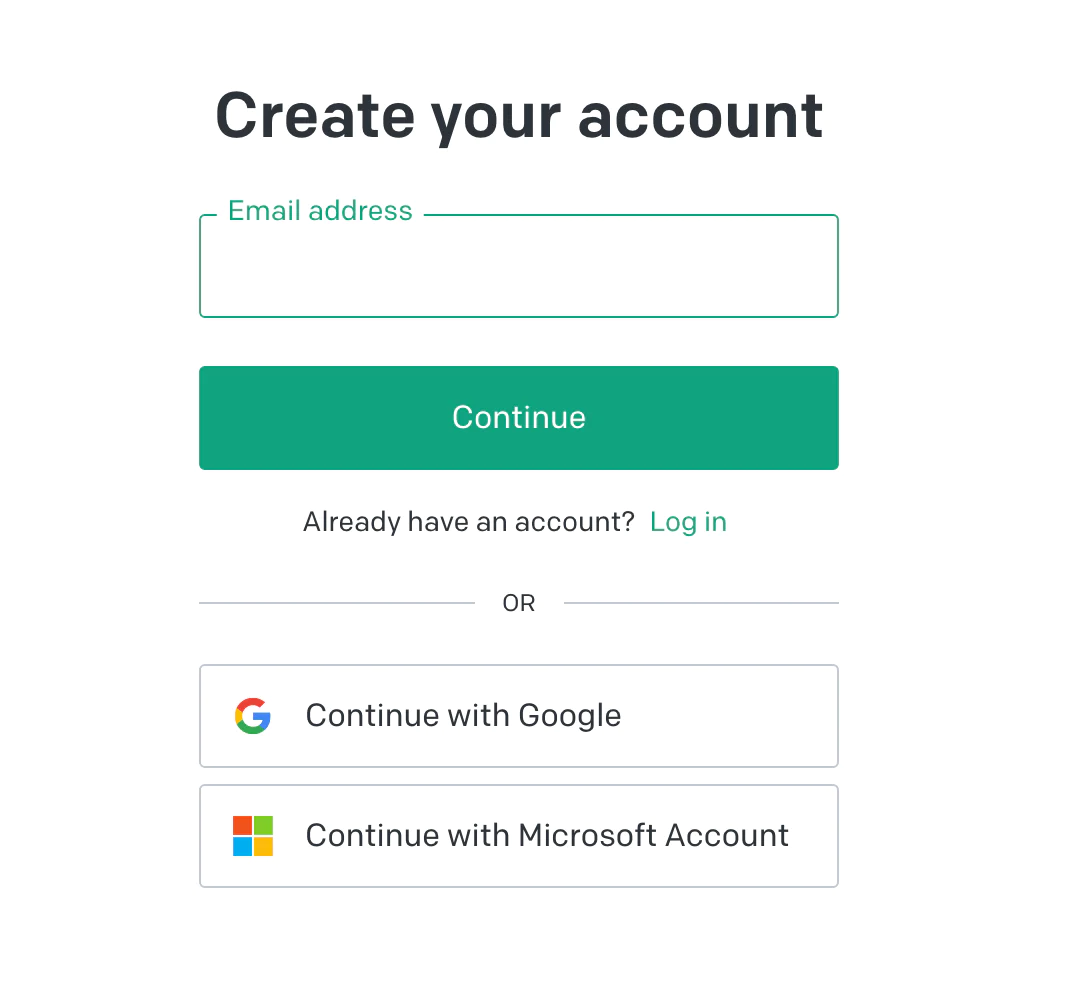 Create your account
Email address
Continue
Already have an account? Log in
OR
Continue with Google
Continue with Microsoft Account